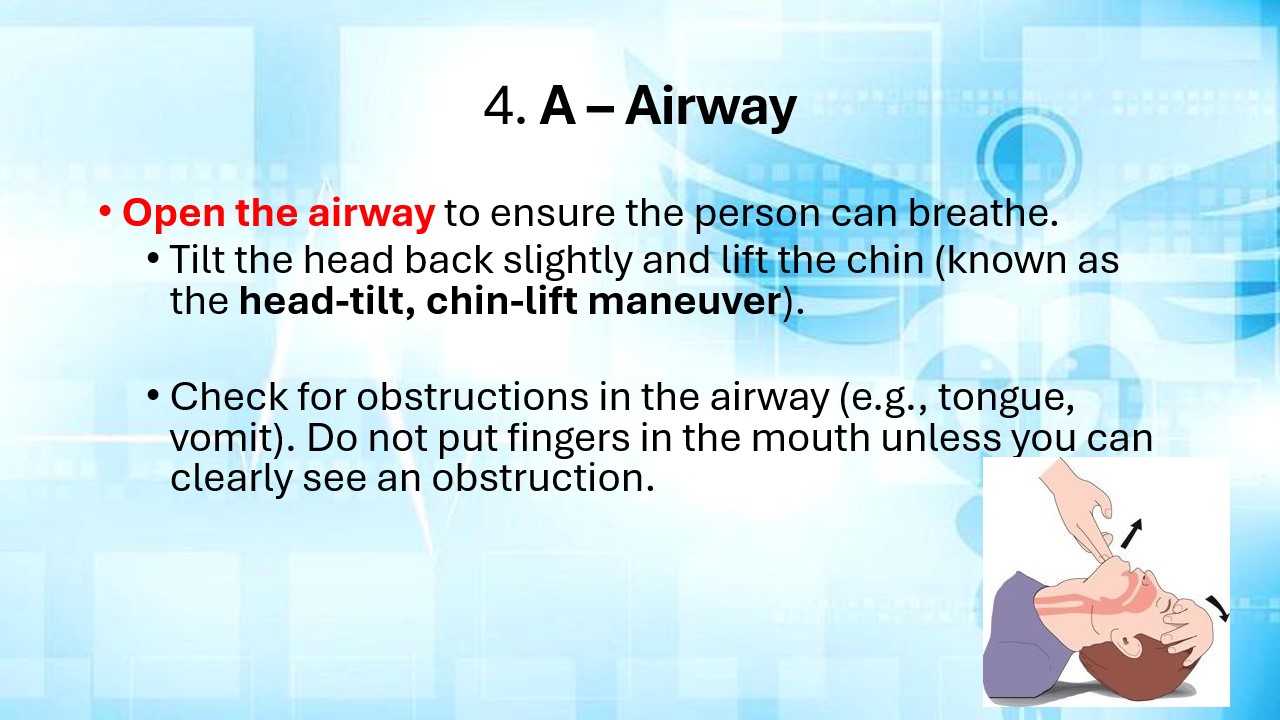 4. A – Airway
• Open the airway to ensure the person can breathe.
• Tilt the head back slightly and lift the chin (known as
the head-tilt, chin-lift maneuver).
• Check for obstructions in the airway (e.g., tongue,
vomit). Do not put fingers in the mouth unless you can
clearly see an obstruction.